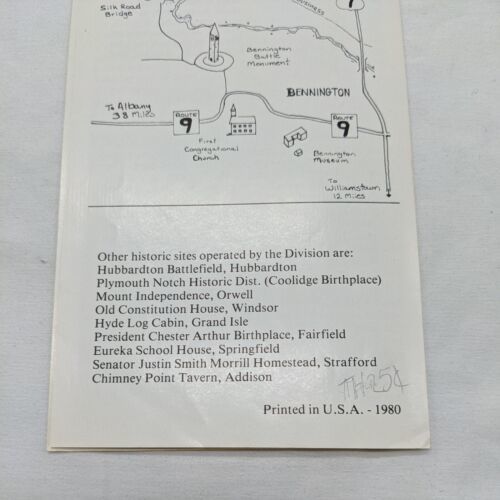 Silk Road
Bridge
7
Bennington
Battle
Monument
BENNINGTON
To Albany
38 Miles
ROUTE
9
First
Congregational
Church
ROUTE
9
Bennington
Museum
To
Williamstown
12 Miles
Other historic sites operated by the Division are:
Hubbardton Battlefield, Hubbardton
Plymouth Notch Historic Dist. (Coolidge Birthplace)
Mount Independence, Orwell
Old Constitution House, Windsor
Hyde Log Cabin, Grand Isle
President Chester Arthur Birthplace, Fairfield
Eureka School House, Springfield
Senator Justin Smith Morrill Homestead, Strafford
Chimney Point Tavern, Addison
25¢
Printed in U.S.A. - 1980